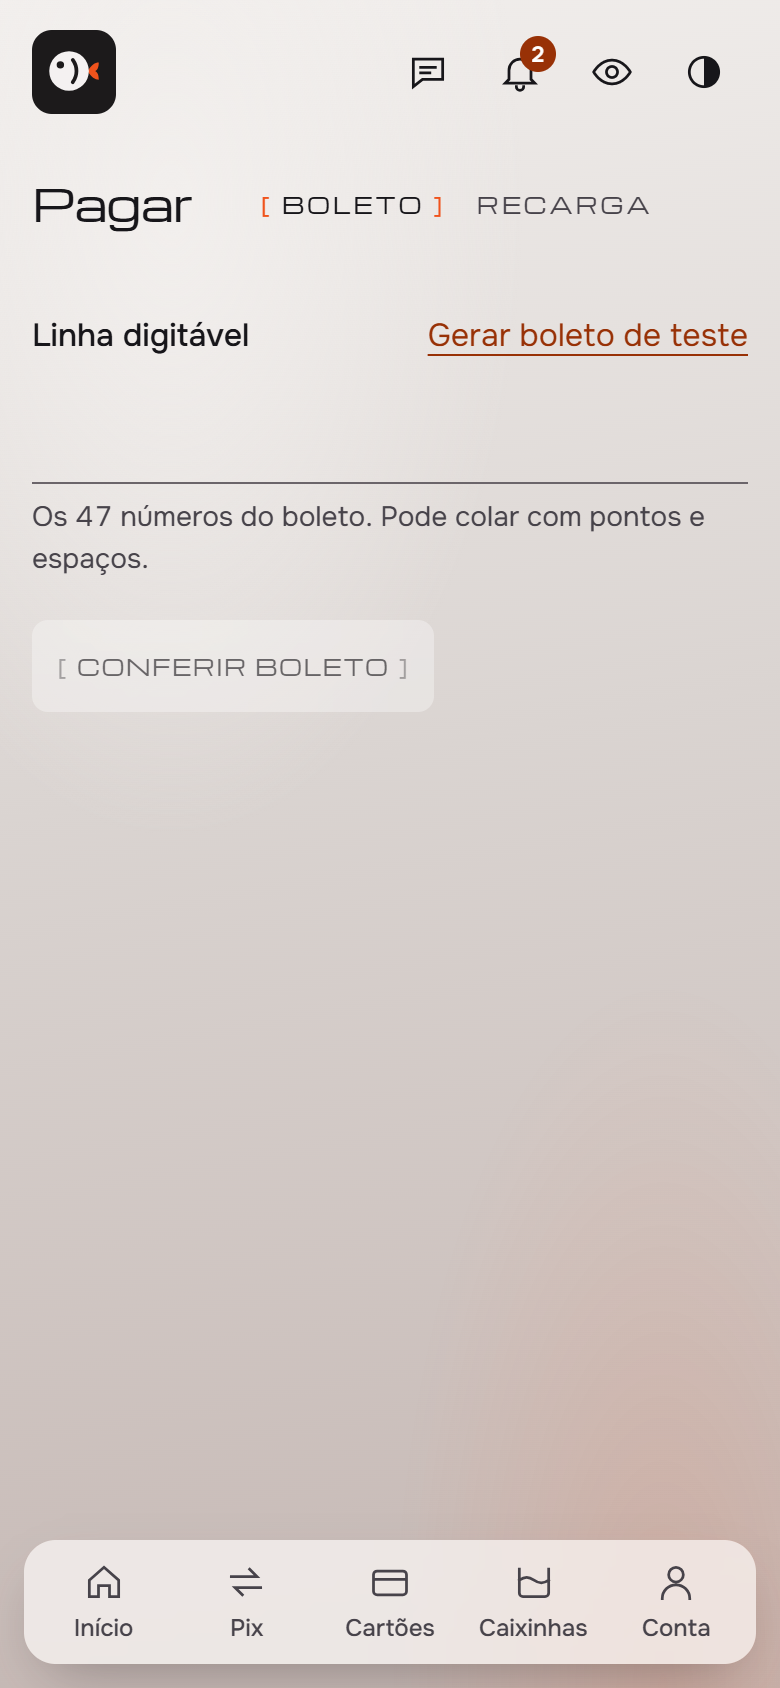 2
Pagar
[ BOLETO ]
RECARGA
Linha digitável
Gerar boleto de teste
Os 47 números do boleto. Pode colar com pontos e
espaços.
[ CONFERIR BOLETO ]
Início
Pix
Cartões
Caixinhas
Conta